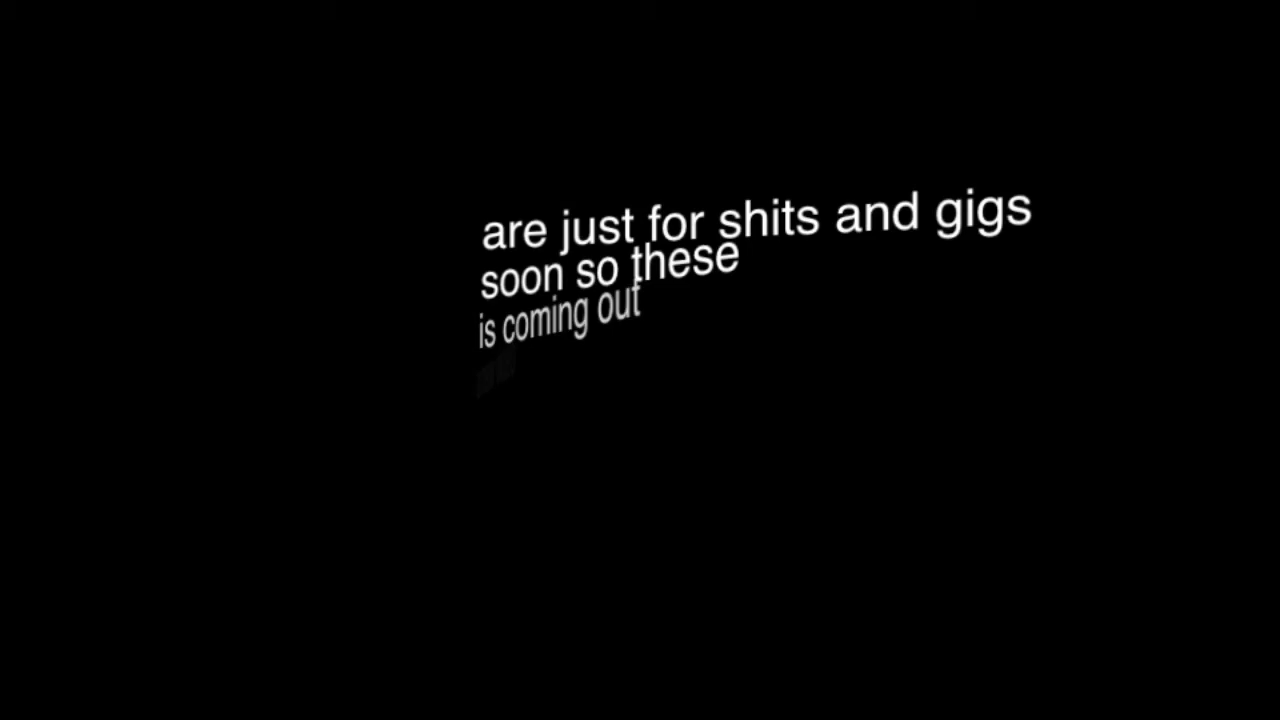 are just for shits and gigs
soon so these
is coming out